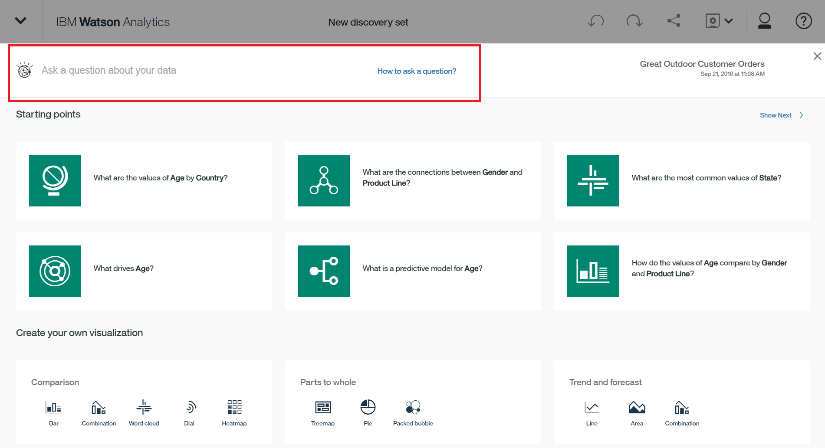 IBM Watson Analytics
New discovery set
Ask a question about your data
How to ask a question?
Great Outdoor Customer Orders
Sep 21, 2016 at 11:08 AM
Starting points
Show Next
What are the values of Age by Country?
What are the connections between Gender and
Product Line?
What are the most common values of State?
What drives Age?
What is a predictive model for Age?
How do the values of Age compare by Gender
and Product Line?
Create your own visualization
Comparison
Bar
Combination
Word cloud
Dial
Heatmap
Parts to whole
Treemap
Pie
Packed bubble
Trend and forecast
Line
Area
Combination